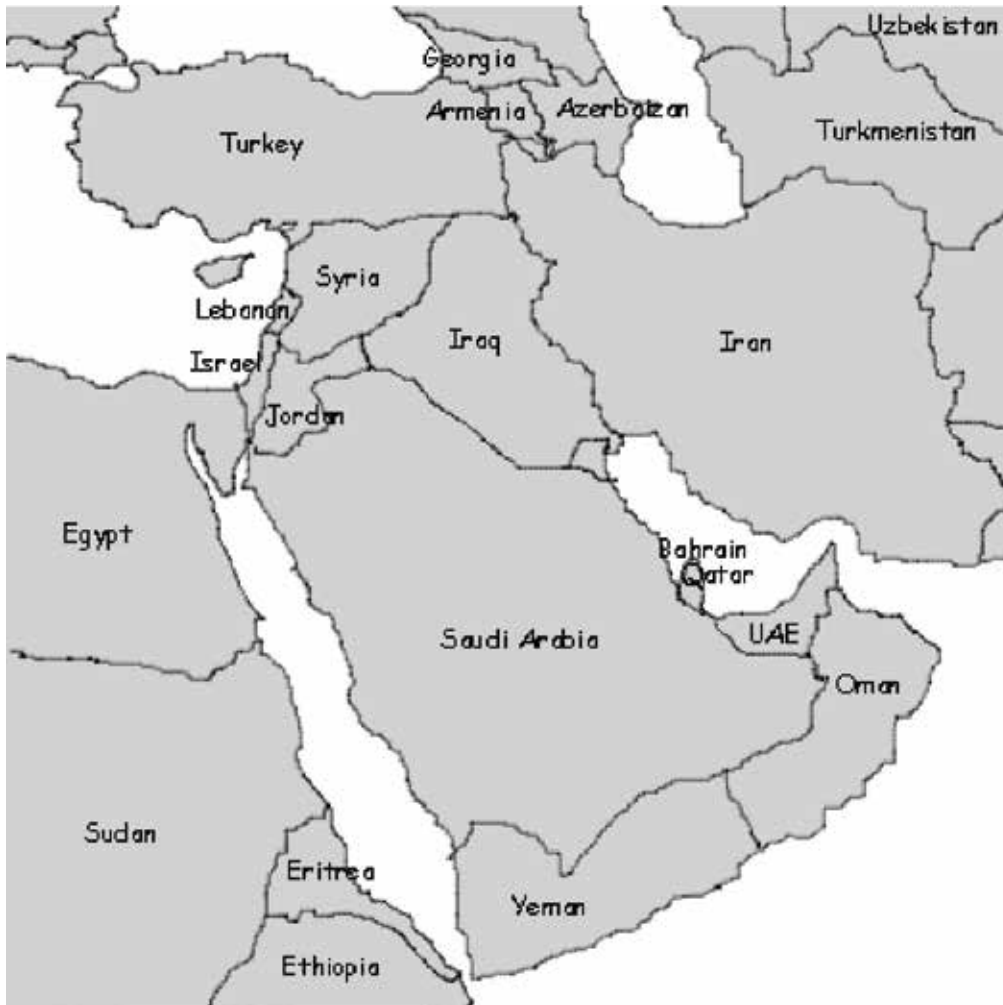 Uzbekistan
Georgia
Armenia
Azerbaizan
Turkmenistan
Turkey
Syria
Lebanon
Iraq
Iran
Israel
Jordan
Egypt
Bahrain
Qatar
Saudi Arabia
UAE
Oman
Sudan
Eritrea
Yeman
Ethiopia